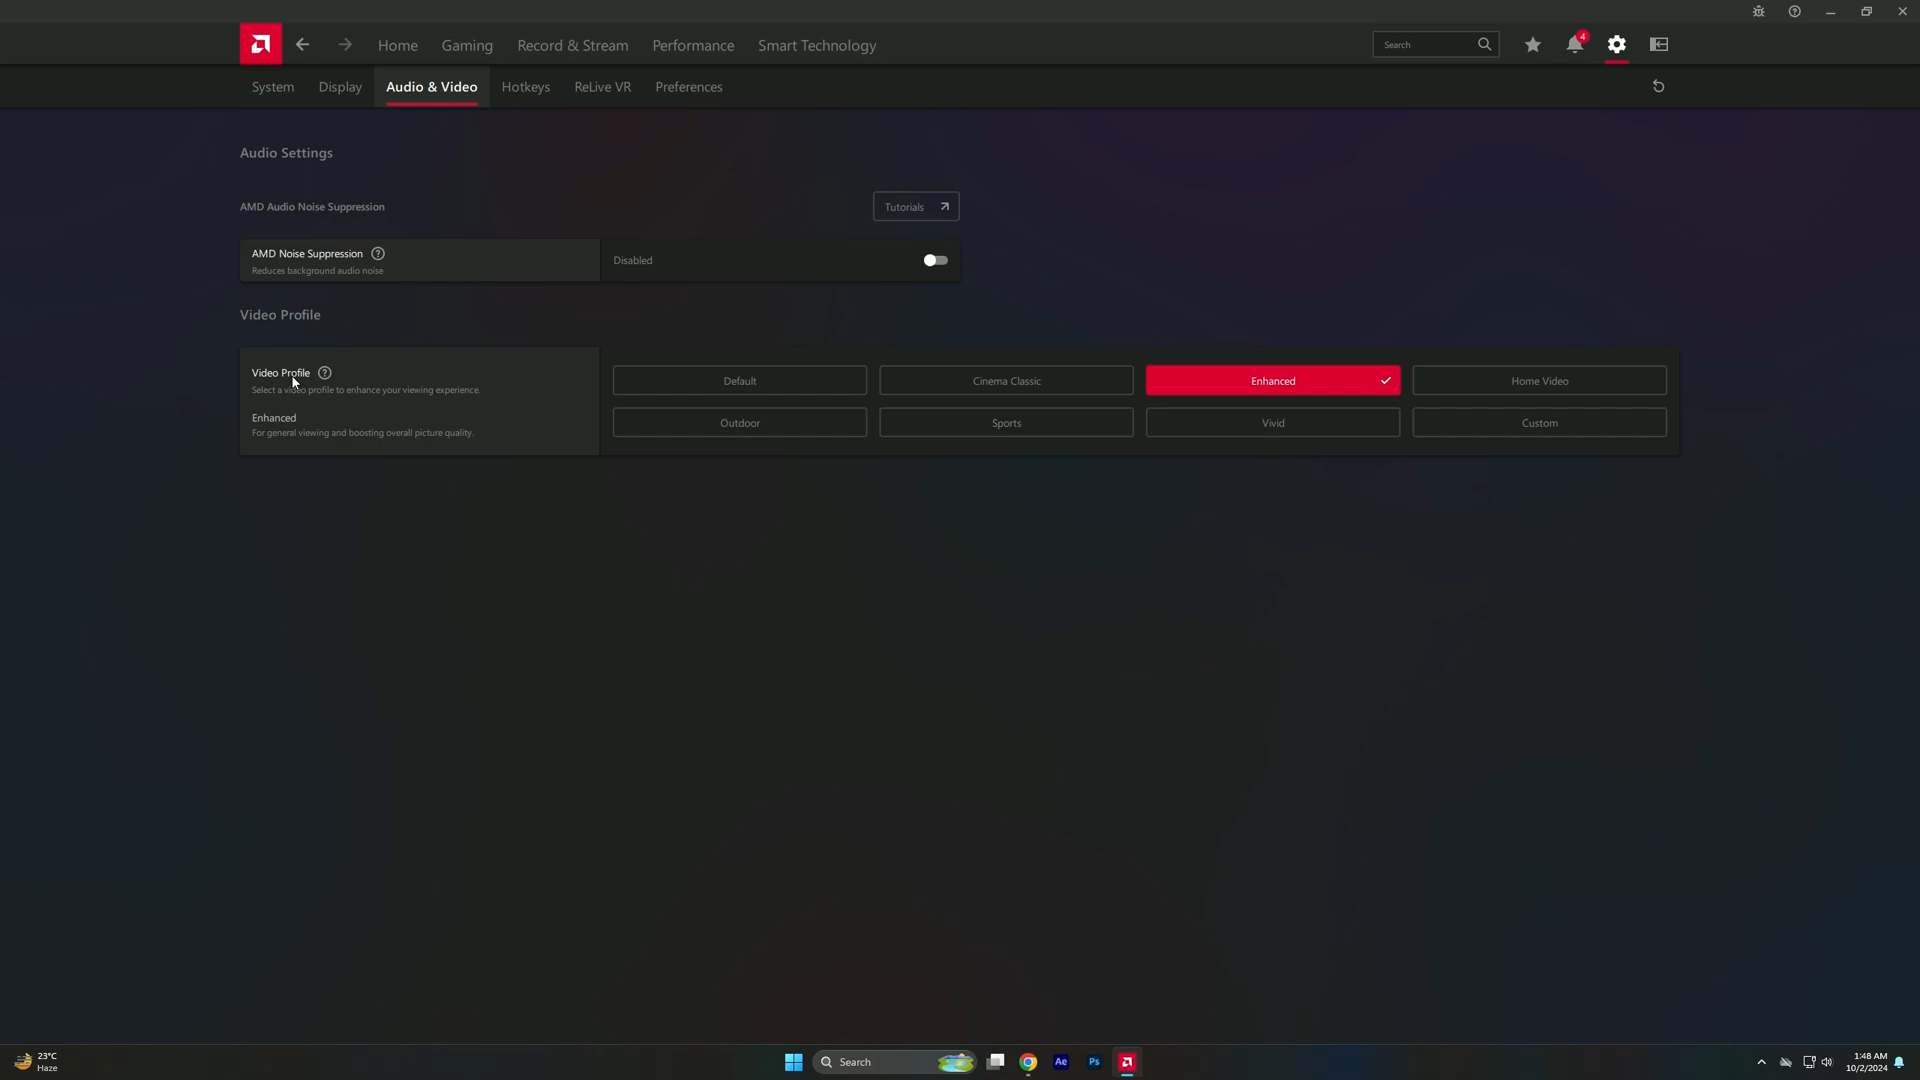 Home Gaming Record & Stream Performance Smart Technology Search 4
System Display Audio & Video Hotkeys ReLive VR Preferences
Audio Settings
AMD Audio Noise Suppression Tutorials
AMD Noise Suppression ?
Reduces background audio noise
Disabled
Video Profile
Video Profile ?
Select a video profile to enhance your viewing experience.
Enhanced
For general viewing and boosting overall picture quality.
Default Cinema Classic Enhanced Home Video
Outdoor Sports Vivid Custom
23°C
Haze
Search
Ae
Ps
1:48 AM
10/2/2024